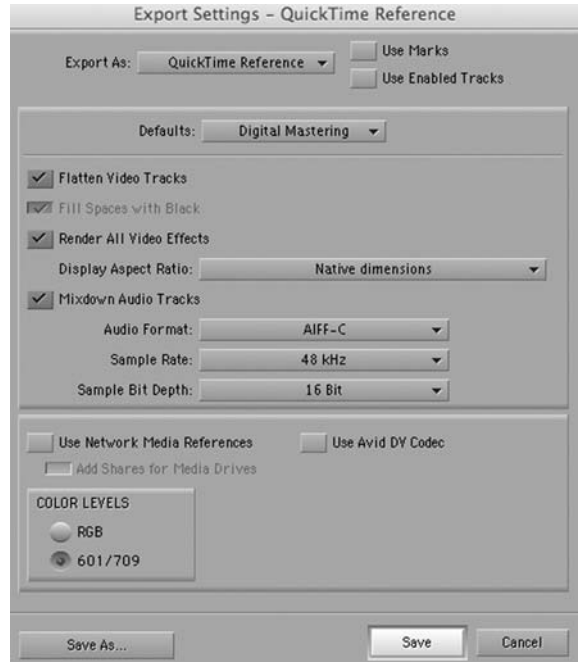 Export Settings – QuickTime Reference
Export As: QuickTime Reference
Use Marks
Use Enabled Tracks
Defaults: Digital Mastering
Flatten Video Tracks
Fill Spaces with Black
Render All Video Effects
Display Aspect Ratio: Native dimensions
Mixdown Audio Tracks
Audio Format: AIFF-C
Sample Rate: 48 kHz
Sample Bit Depth: 16 Bit
Use Network Media References Use Avid DV Codec
Add Shares for Media Drives
COLOR LEVELS
RGB
601/709
Save As... Save Cancel